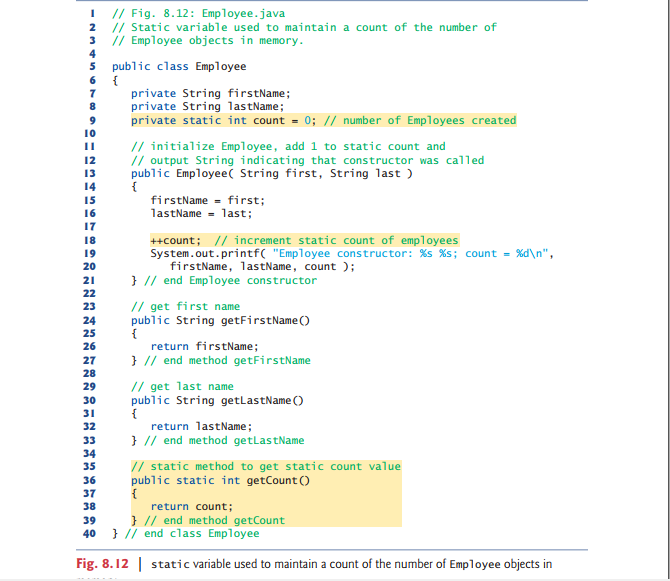 1 // Fig. 8.12: Employee.java
2 // Static variable used to maintain a count of the number of
3 // Employee objects in memory.
4
5 public class Employee
6 {
7 private String firstName;
8 private String lastName;
9 private static int count = 0; // number of Employees created
10
11 // initialize Employee, add 1 to static count and
12 // output String indicating that constructor was called
13 public Employee( String first, String last )
14 {
15 firstName = first;
16 lastName = last;
17
18 ++count; // increment static count of employees
19 System.out.printf( "Employee constructor: %s %s; count = %d\n",
20 firstName, lastName, count );
21 } // end Employee constructor
22
23 // get first name
24 public String getFirstName()
25 {
26 return firstName;
27 } // end method getFirstName
28
29 // get last name
30 public String getLastName()
31 {
32 return lastName;
33 } // end method getLastName
34
35 // static method to get static count value
36 public static int getCount()
37 {
38 return count;
39 } // end method getCount
40 } // end class Employee
Fig. 8.12 | static variable used to maintain a count of the number of Employee objects in